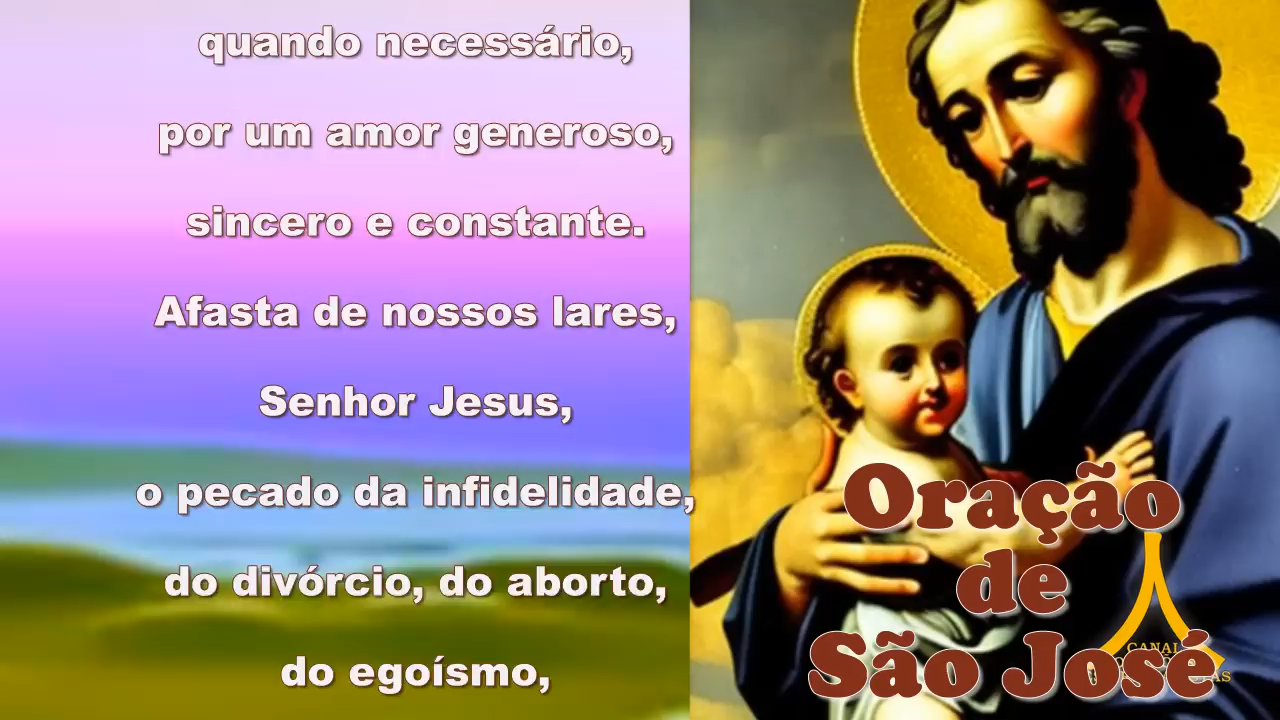 quando necessário,
por um amor generoso,
sincero e constante.
Afasta de nossos lares,
Senhor Jesus,
o pecado da infidelidade,
do divórcio, do aborto,
do egoísmo,
Oração
de
São José
CANAL